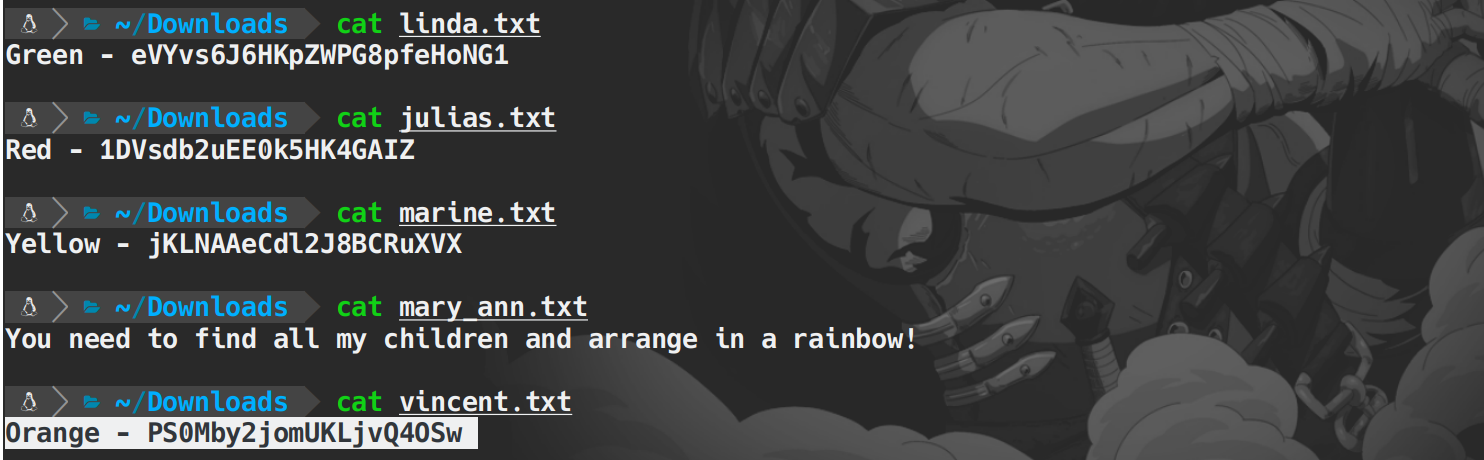 ~/Downloads cat linda.txt
Green - eVYvs6J6HKpZWPG8pfeHoNG1
~/Downloads cat julias.txt
Red - 1DVsdb2uEE0k5HK4GAIZ
~/Downloads cat marine.txt
Yellow - jKLNAAeCdl2J8BCRuXVX
~/Downloads cat mary_ann.txt
You need to find all my children and arrange in a rainbow!
~/Downloads cat vincent.txt
Orange - PS0Mby2jomUKLjvQ4OSw